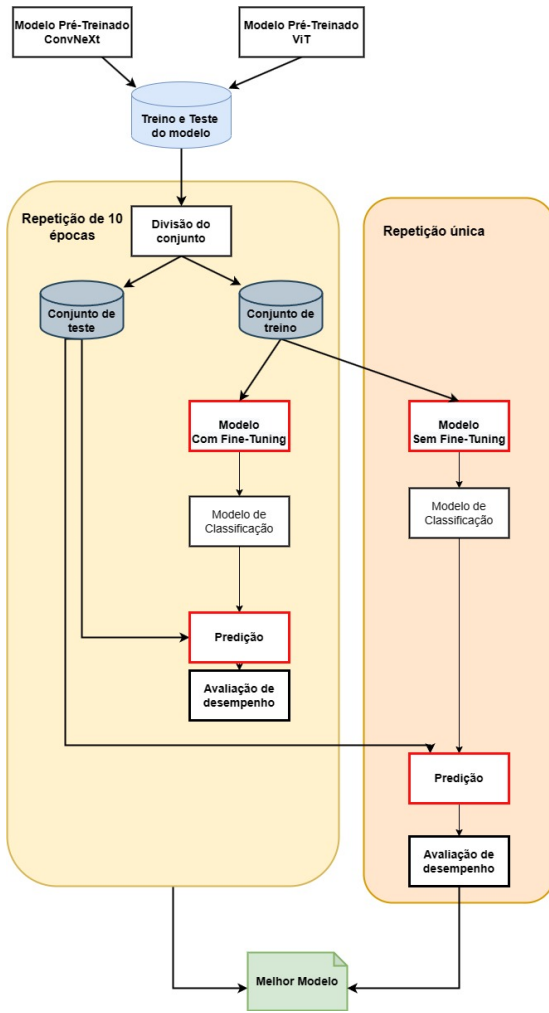 Modelo Pré-Treinado
ConvNeXt
Modelo Pré-Treinado
ViT
Treino e Teste
do modelo
Repetição de 10
épocas
Divisão do
conjunto
Repetição única
Conjunto de
teste
Conjunto de
treino
Modelo
Com Fine-Tuning
Modelo
Sem Fine-Tuning
Modelo de
Classificação
Modelo de
Classificação
Predição
Avaliação de
desempenho
Predição
Avaliação de
desempenho
Melhor Modelo